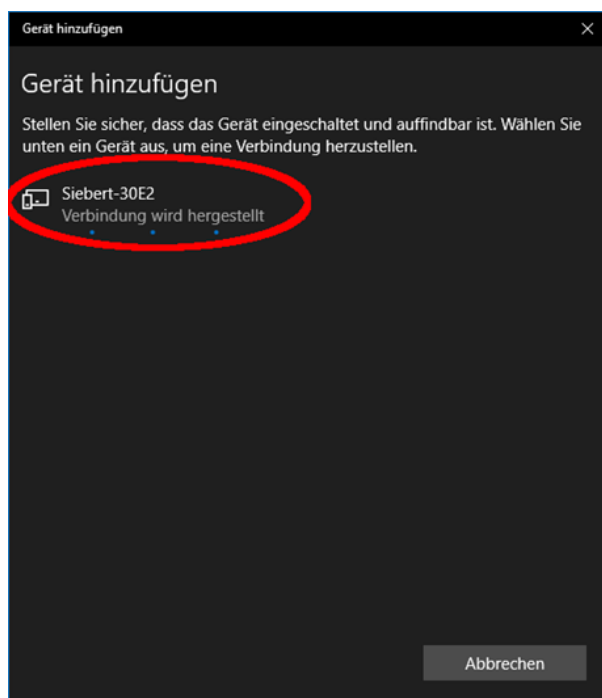 Gerät hinzufügen
Gerät hinzufügen
Stellen Sie sicher, dass das Gerät eingeschaltet und auffindbar ist. Wählen Sie
unten ein Gerät aus, um eine Verbindung herzustellen.
Siebert-30E2
Verbindung wird hergestellt
Abbrechen